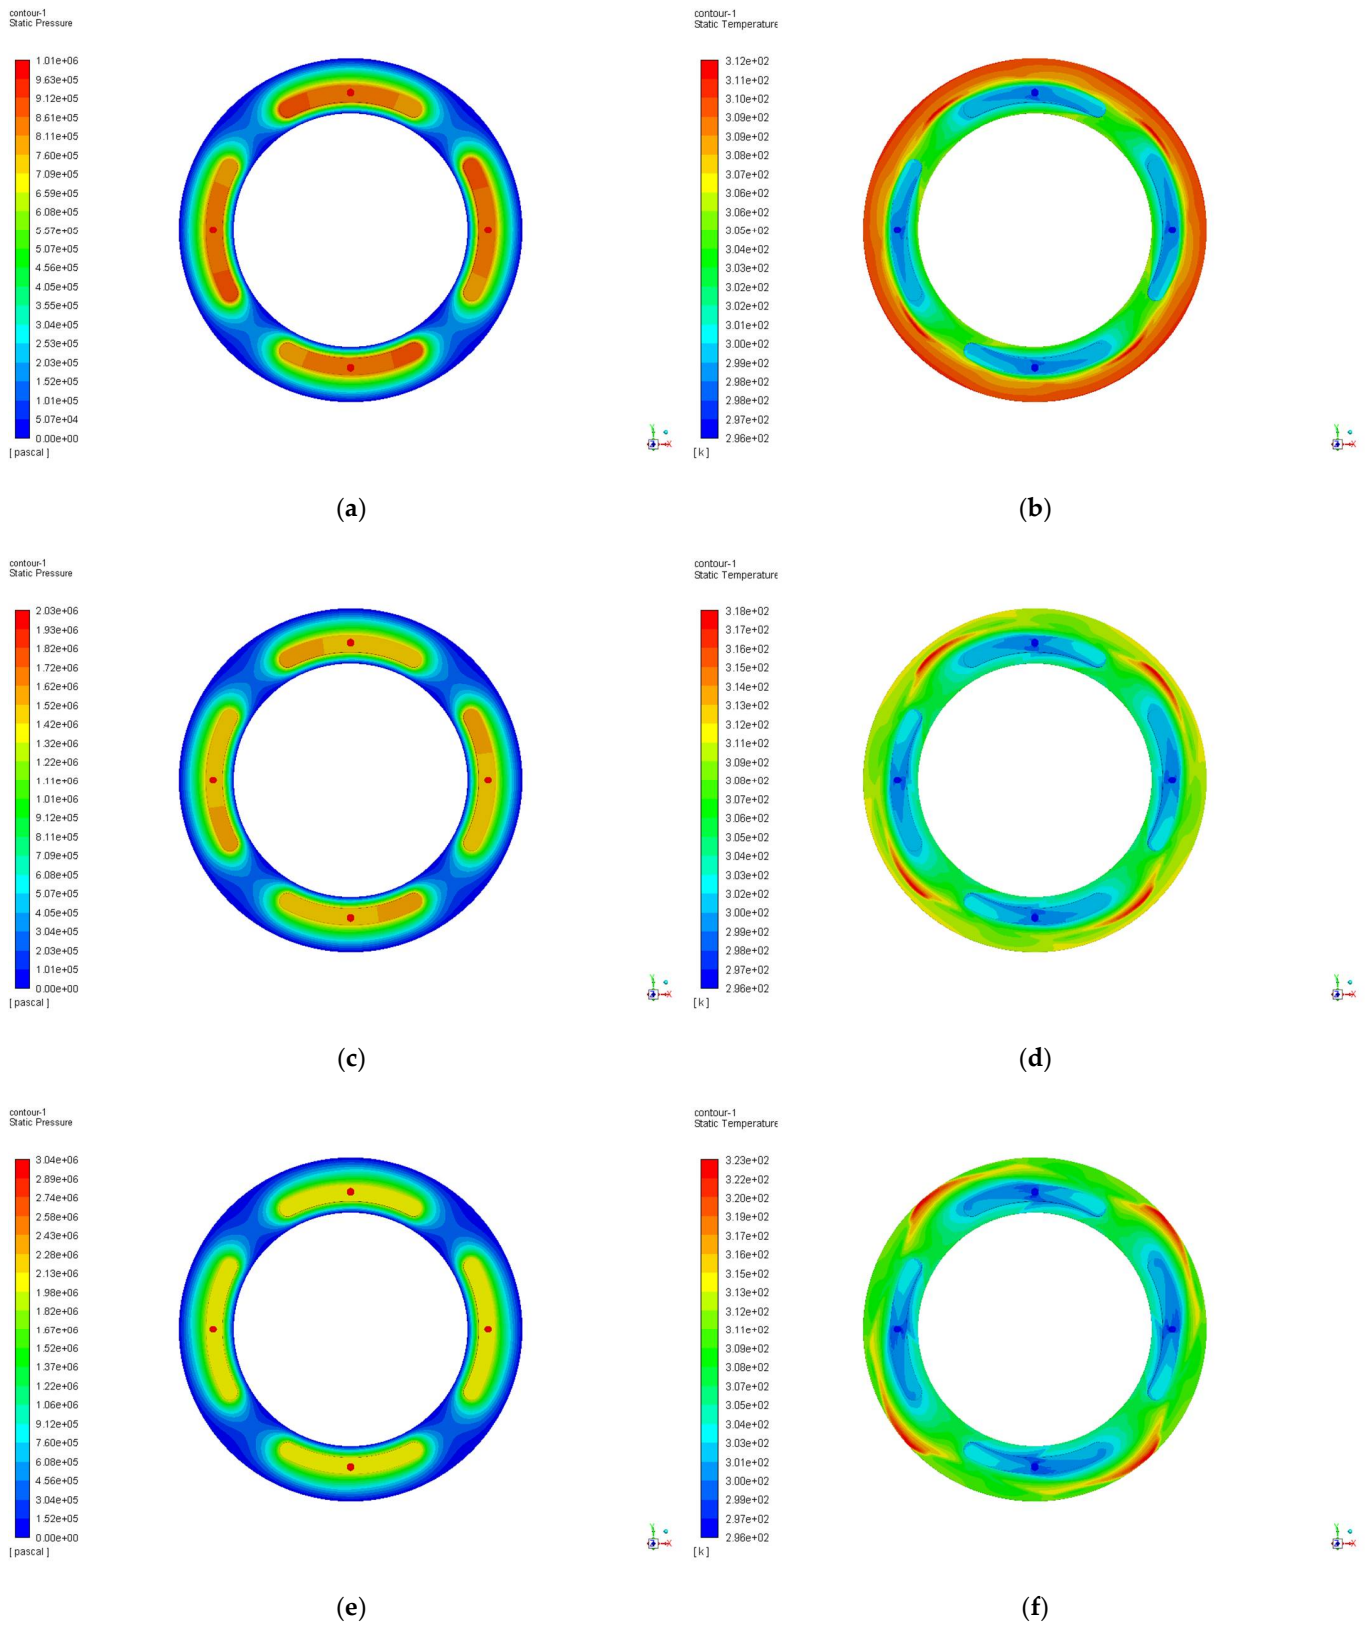 contour-1
Static Pressure
1.01e+06
9.63e+05
9.12e+05
8.61e+05
8.11e+05
7.60e+05
7.09e+05
6.59e+05
6.08e+05
5.57e+05
5.07e+05
4.56e+05
4.05e+05
3.55e+05
3.04e+05
2.53e+05
2.03e+05
1.52e+05
1.01e+05
5.07e+04
0.00e+00
[ pascal ]
Y
X
(a)
contour-1
Static Temperature
3.12e+02
3.11e+02
3.10e+02
3.09e+02
3.08e+02
3.07e+02
3.06e+02
3.06e+02
3.05e+02
3.04e+02
3.03e+02
3.02e+02
3.02e+02
3.01e+02
3.00e+02
2.99e+02
2.98e+02
2.98e+02
2.97e+02
2.96e+02
[ k ]
Y
X
(b)
contour-1
Static Pressure
2.03e+06
1.93e+06
1.82e+06
1.72e+06
1.62e+06
1.52e+06
1.42e+06
1.32e+06
1.22e+06
1.11e+06
1.01e+06
9.12e+05
8.11e+05
7.09e+05
6.08e+05
5.07e+05
4.05e+05
3.04e+05
2.03e+05
1.01e+05
0.00e+00
[ pascal ]
Y
X
(c)
contour-1
Static Temperature
3.18e+02
3.17e+02
3.16e+02
3.15e+02
3.14e+02
3.13e+02
3.12e+02
3.11e+02
3.09e+02
3.08e+02
3.07e+02
3.06e+02
3.05e+02
3.04e+02
3.03e+02
3.02e+02
3.00e+02
2.99e+02
2.98e+02
2.97e+02
2.96e+02
[ k ]
Y
X
(d)
contour-1
Static Pressure
3.04e+06
2.89e+06
2.74e+06
2.58e+06
2.43e+06
2.28e+06
2.13e+06
1.98e+06
1.82e+06
1.67e+06
1.52e+06
1.37e+06
1.22e+06
1.06e+06
9.12e+05
7.60e+05
6.08e+05
4.56e+05
3.04e+05
1.52e+05
0.00e+00
[ pascal ]
Y
X
(e)
contour-1
Static Temperature
3.23e+02
3.22e+02
3.20e+02
3.19e+02
3.17e+02
3.16e+02
3.15e+02
3.12e+02
3.11e+02
3.09e+02
3.08e+02
3.07e+02
3.05e+02
3.04e+02
3.03e+02
3.01e+02
3.00e+02
2.99e+02
2.97e+02
2.96e+02
[ k ]
Y
X
(f)